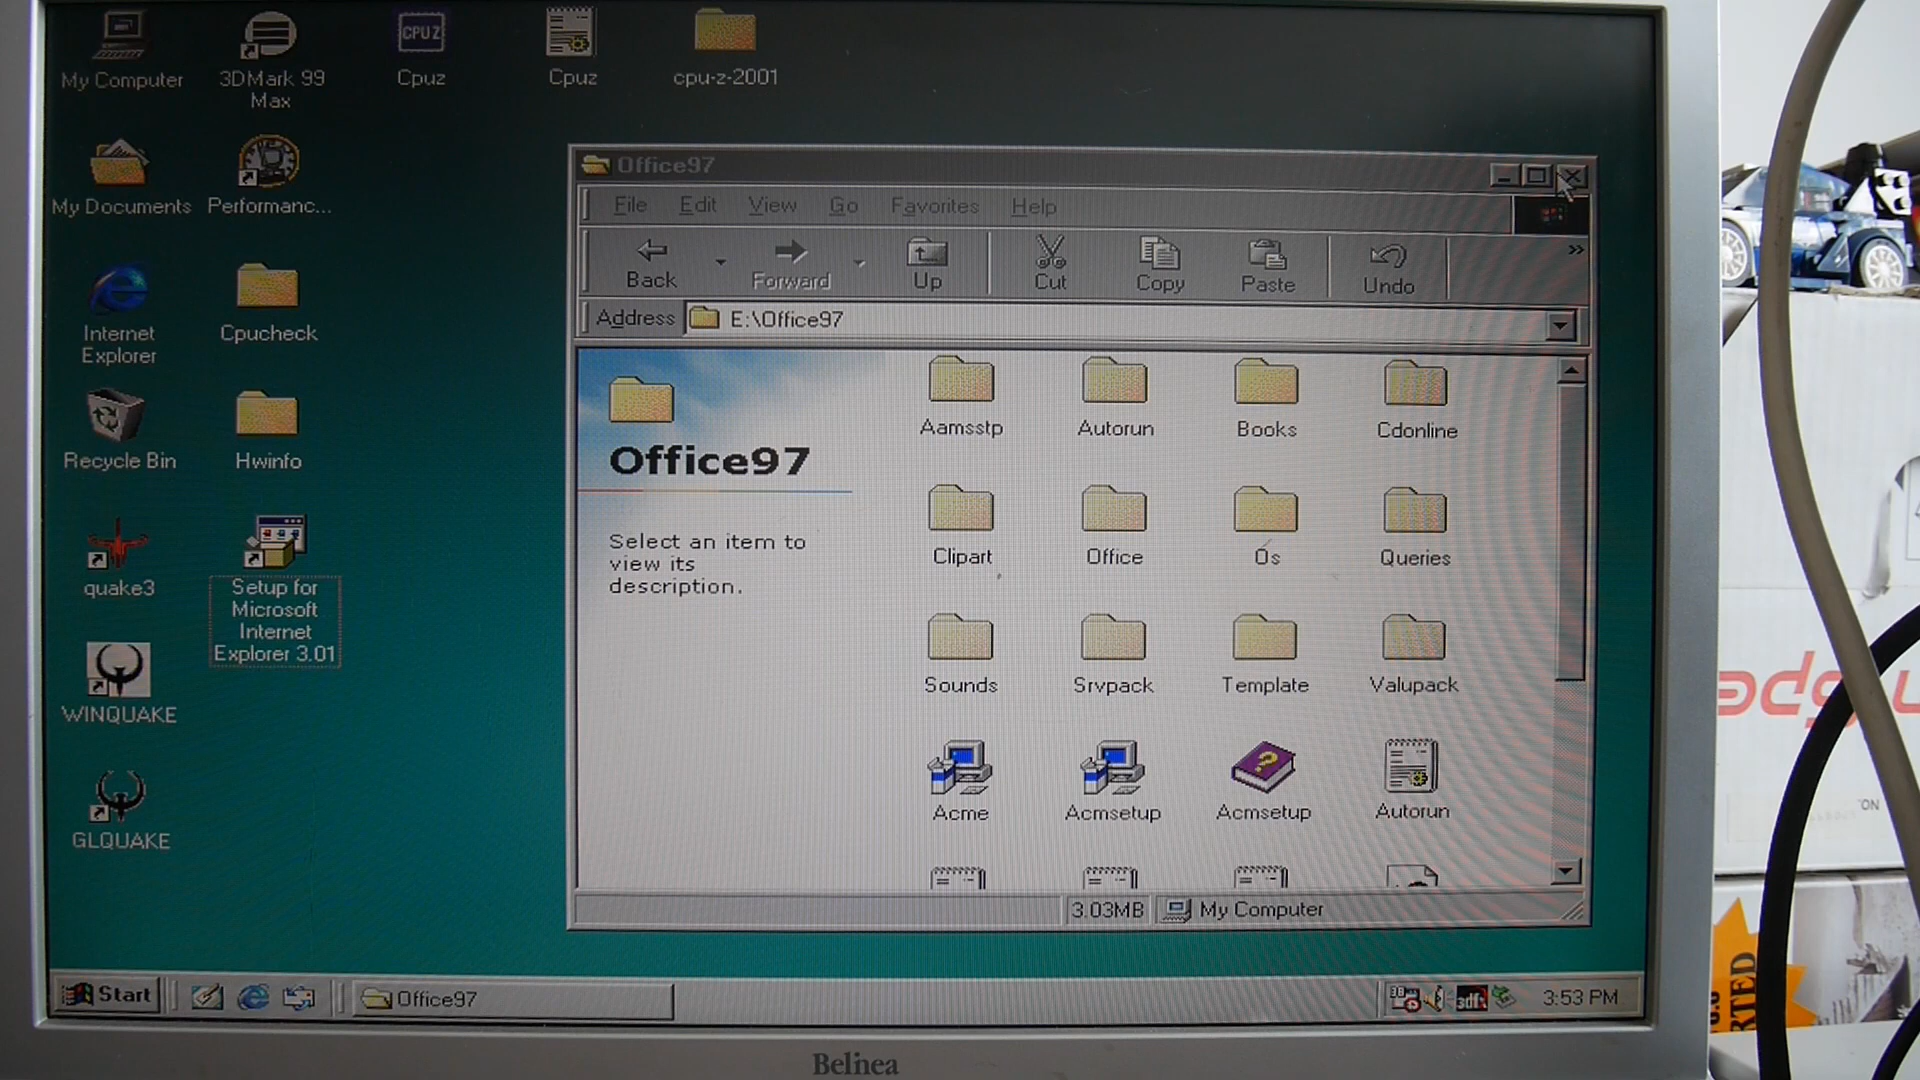 My Computer
3DMark 99
Max
Cpuz
Cpuz
cpu-z-2001
CPU Z
My Documents
Performanc...
Internet
Explorer
Cpucheck
Recycle Bin
Hwinfo
quake3
Setup for
Microsoft
Internet
Explorer 3.01
WINQUAKE
GLQUAKE
Office97
File Edit View Go Favorites Help
Back Forward Up Cut Copy Paste Undo »
Address E:\Office97
Office97
Select an item to
view its
description.
Aamsstp Autorun Books Cdonline
Clipart Office Os Queries
Sounds Srvpack Template Valupack
Acme Acmsetup Acmsetup Autorun
3.03MB My Computer
Start Office97 3dfx 3:53 PM
Belinea
ON
RTED